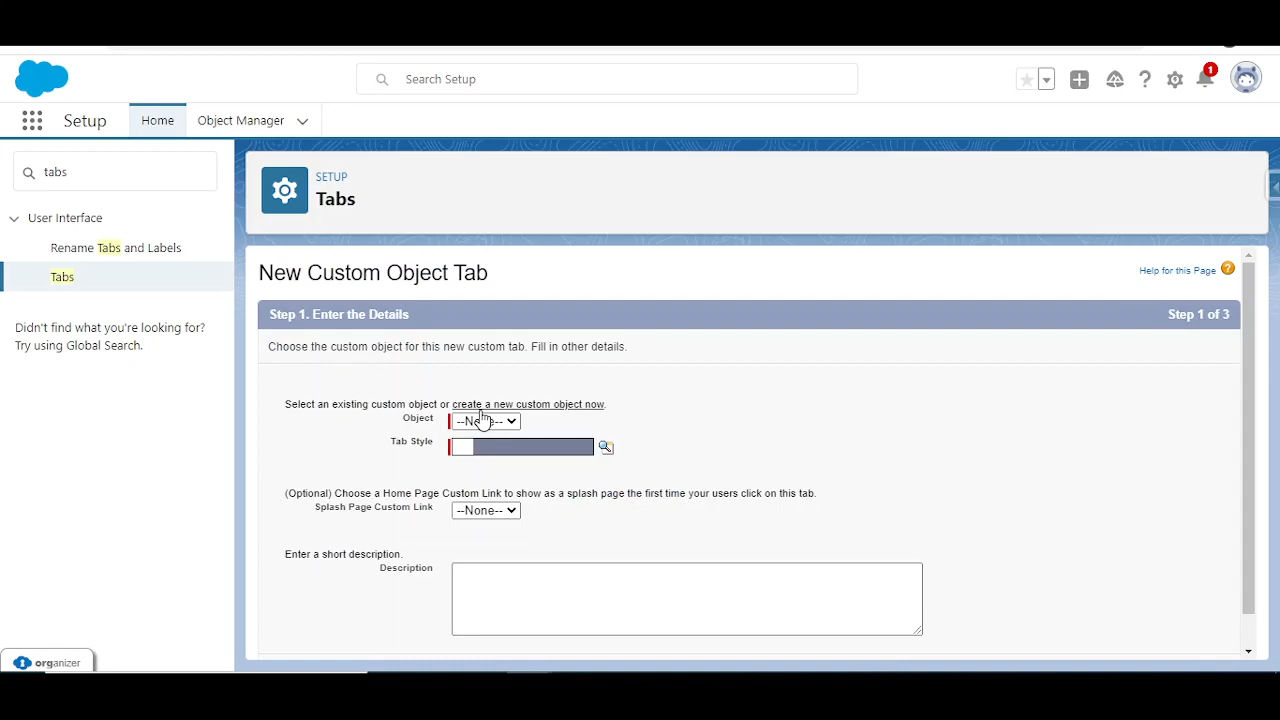 Search Setup
1
Setup
Home
Object Manager
tabs
User Interface
Rename Tabs and Labels
Tabs
Didn't find what you're looking for?
Try using Global Search.
SETUP
Tabs
New Custom Object Tab
Help for this Page
Step 1. Enter the Details
Step 1 of 3
Choose the custom object for this new custom tab. Fill in other details.
Select an existing custom object or create a new custom object now.
Object
--None--
Tab Style
(Optional) Choose a Home Page Custom Link to show as a splash page the first time your users click on this tab.
Splash Page Custom Link
--None--
Enter a short description.
Description
organizer